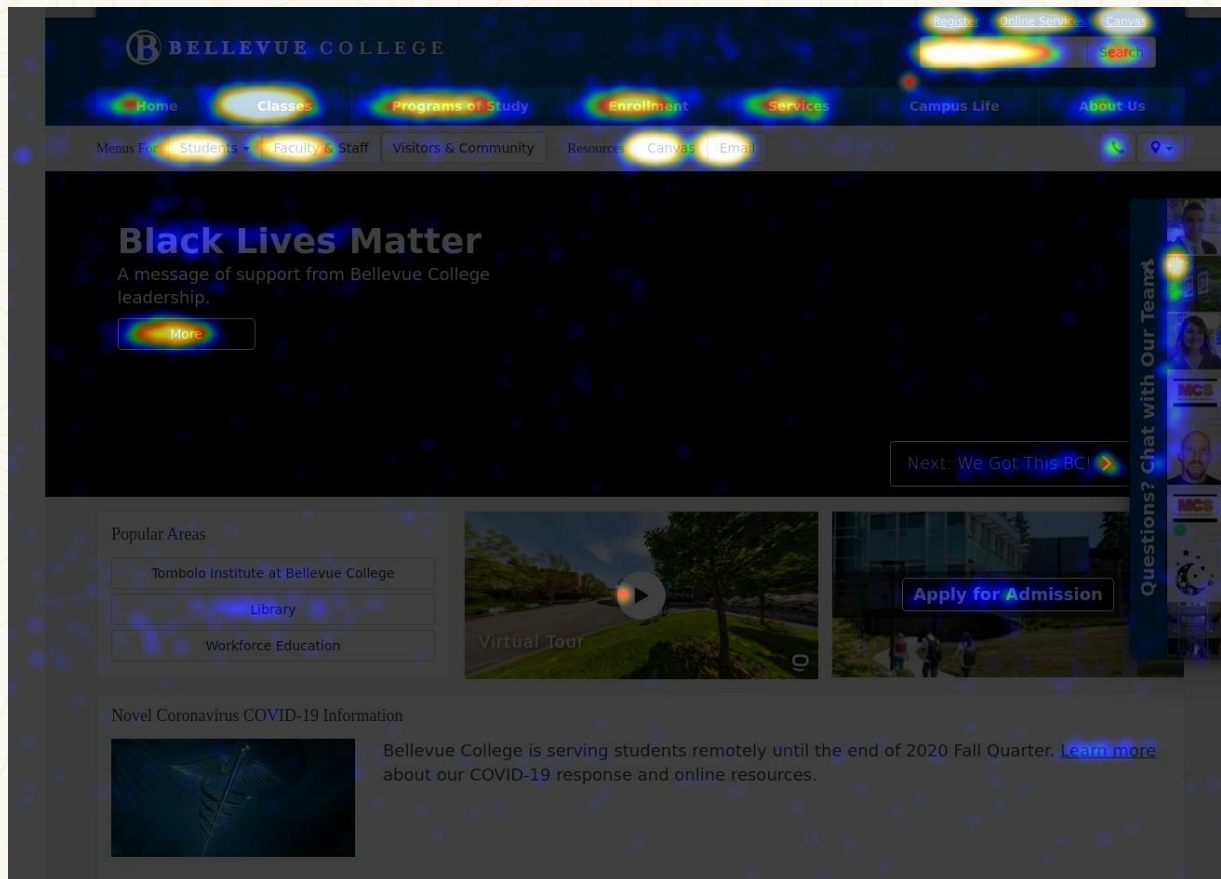 Register Online Services Canvas
B BELLEVUE COLLEGE
Search
Home Classes Programs of Study Enrollment Services Campus Life About Us
Menus For Students Faculty & Staff Visitors & Community Resources Canvas Email
Black Lives Matter
A message of support from Bellevue College
leadership.
More
Questions? Chat with Our Team
MCS
MCS
Next: We Got This BC!
Popular Areas
Tombolo Institute at Bellevue College
Library
Workforce Education
Virtual Tour
Apply for Admission
Novel Coronavirus COVID-19 Information
Bellevue College is serving students remotely until the end of 2020 Fall Quarter. Learn more
about our COVID-19 response and online resources.